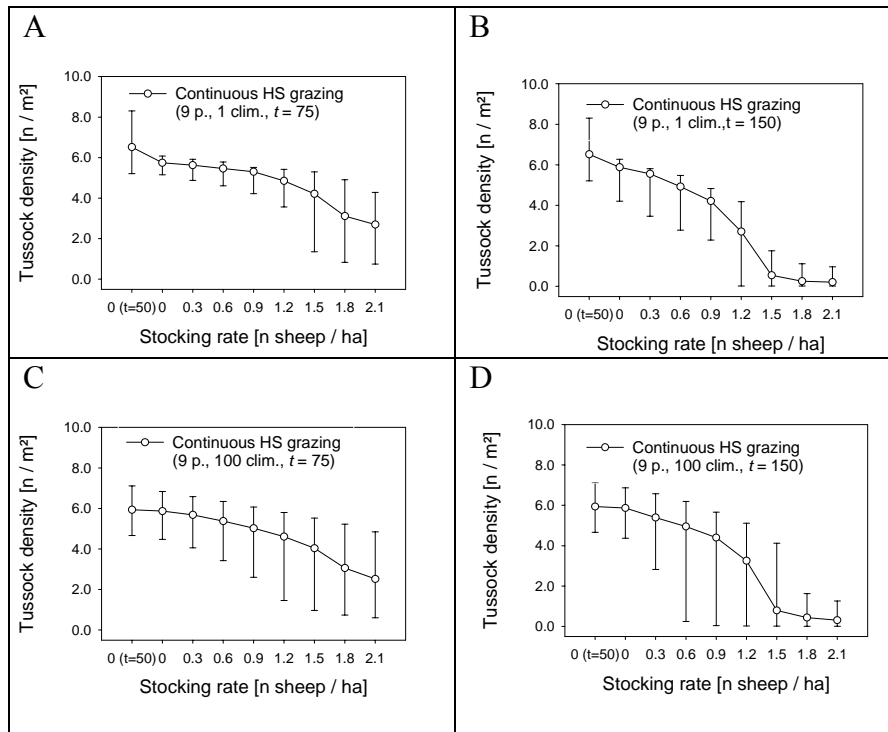 A
Continuous HS grazing
(9 p., 1 clim., t = 75)
Tussock density [n / m²]
10.0
8.0
6.0
4.0
2.0
0.0
0 (t=50) 0 0.3 0.6 0.9 1.2 1.5 1.8 2.1
Stocking rate [n sheep / ha]
B
Continuous HS grazing
(9 p., 1 clim.,t = 150)
Tussock density [n / m²]
10.0
8.0
6.0
4.0
2.0
0.0
0 (t=50) 0 0.3 0.6 0.9 1.2 1.5 1.8 2.1
Stocking rate [n sheep / ha]
C
Continuous HS grazing
(9 p., 100 clim., t = 75)
Tussock density [n / m²]
10.0
8.0
6.0
4.0
2.0
0.0
0 (t=50) 0 0.3 0.6 0.9 1.2 1.5 1.8 2.1
Stocking rate [n sheep / ha]
D
Continuous HS grazing
(9 p., 100 clim., t = 150)
Tussock density [n / m²]
10.0
8.0
6.0
4.0
2.0
0.0
0 (t=50) 0 0.3 0.6 0.9 1.2 1.5 1.8 2.1
Stocking rate [n sheep / ha]